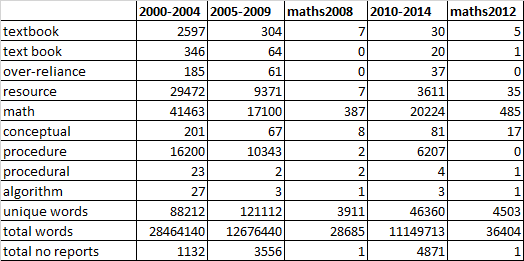 2000-2004 2005-2009 maths2008 2010-2014 maths2012
textbook 2597 304 7 30 5
text book 346 64 0 20 1
over-reliance 185 61 0 37 0
resource 29472 9371 7 3611 35
math 41463 17100 387 20224 485
conceptual 201 67 8 81 17
procedure 16200 10343 2 6207 0
procedural 23 2 2 4 1
algorithm 27 3 1 3 1
unique words 88212 121112 3911 46360 4503
total words 28464140 12676440 28685 11149713 36404
total no reports 1132 3556 1 4871 1